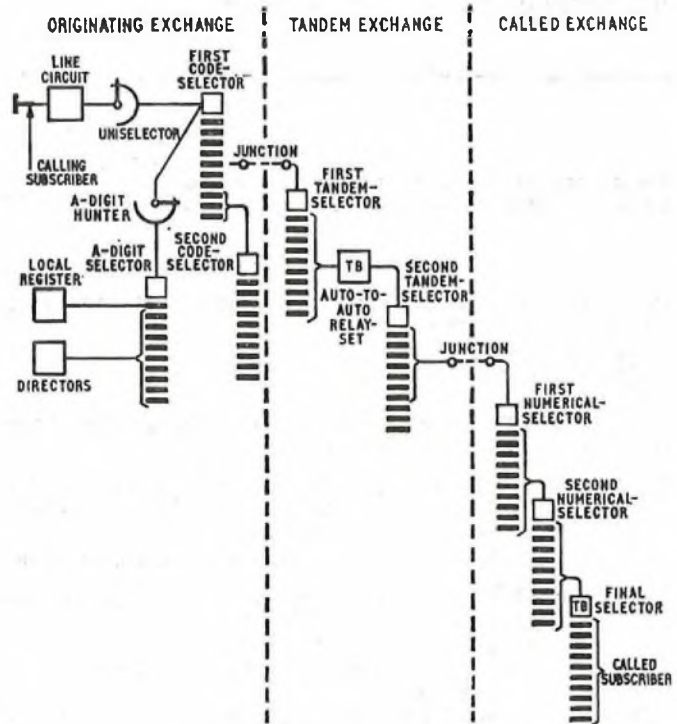 ORIGINATING EXCHANGE
TANDEM EXCHANGE
CALLED EXCHANGE
LINE
CIRCUIT
FIRST
CODE-
SELECTOR
UNISELECTOR
CALLING
SUBSCRIBER
JUNCTION
A-DIGIT
HUNTER
FIRST
TANDEM-
SELECTOR
A-DIGIT
SELECTOR
SECOND
CODE-
SELECTOR
LOCAL
REGISTER
TB
AUTO-TO-
AUTO
RELAY-
SET
SECOND
TANDEM-
SELECTOR
DIRECTORS
JUNCTION
FIRST
NUMERICAL-
SELECTOR
SECOND
NUMERICAL-
SELECTOR
TB
FINAL
SELECTOR
CALLED
SUBSCRIBER